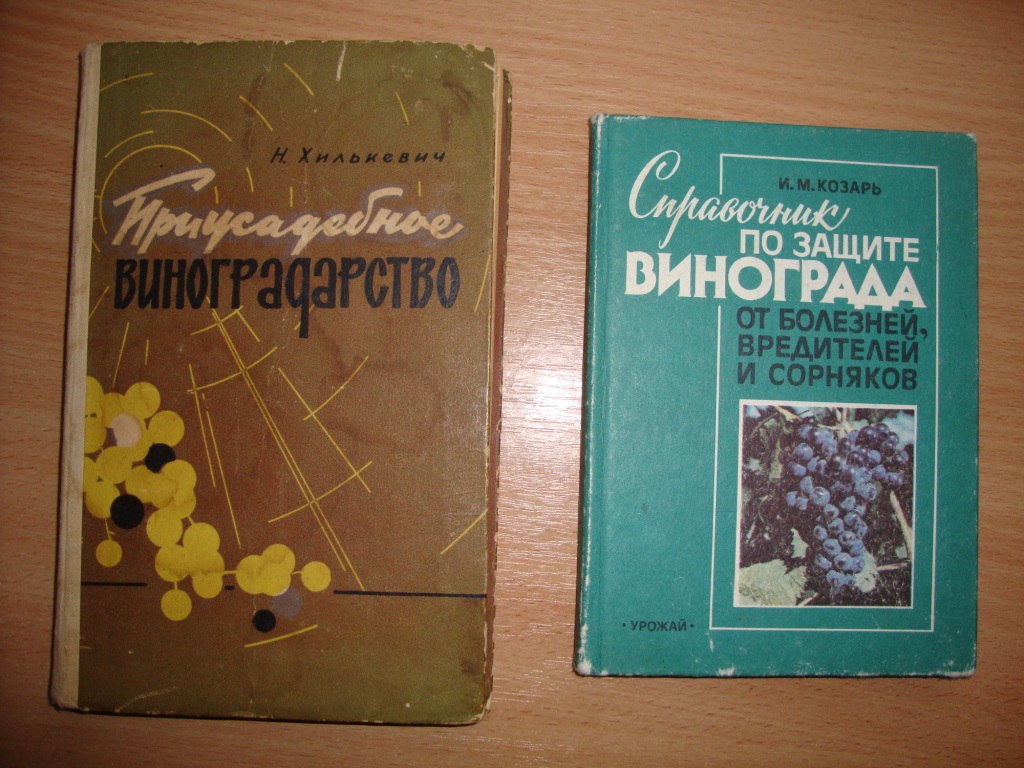 Н. Хилькевич
Приусадебное
ВИНОГРАДАРСТВО
И.М.КОЗАРЬ
Справочник
ПО ЗАЩИТЕ
ВИНОГРАДА
ОТ БОЛЕЗНЕЙ,
ВРЕДИТЕЛЕЙ
И СОРНЯКОВ
• УРОЖАЙ •